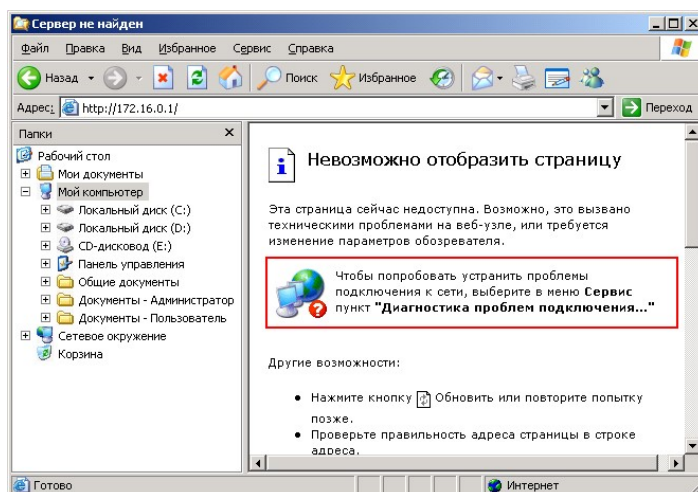 Сервер не найден
Файл Правка Вид Избранное Сервис Справка
Назад Поиск Избранное
Адрес: http://172.16.0.1/ Переход
Папки
Рабочий стол
Мои документы
Мой компьютер
Локальный диск (C:)
Локальный диск (D:)
CD-дисковод (E:)
Панель управления
Общие документы
Документы - Администратор
Документы - Пользователь
Сетевое окружение
Корзина
Невозможно отобразить страницу
Эта страница сейчас недоступна. Возможно, это вызвано
техническими проблемами на веб-узле, или требуется
изменение параметров обозревателя.
Чтобы попробовать устранить проблемы
подключения к сети, выберите в меню Сервис
пункт "Диагностика проблем подключения..."
Другие возможности:
Нажмите кнопку Обновить или повторите попытку
позже.
Проверьте правильность адреса страницы в строке
адреса.
Готово Интернет